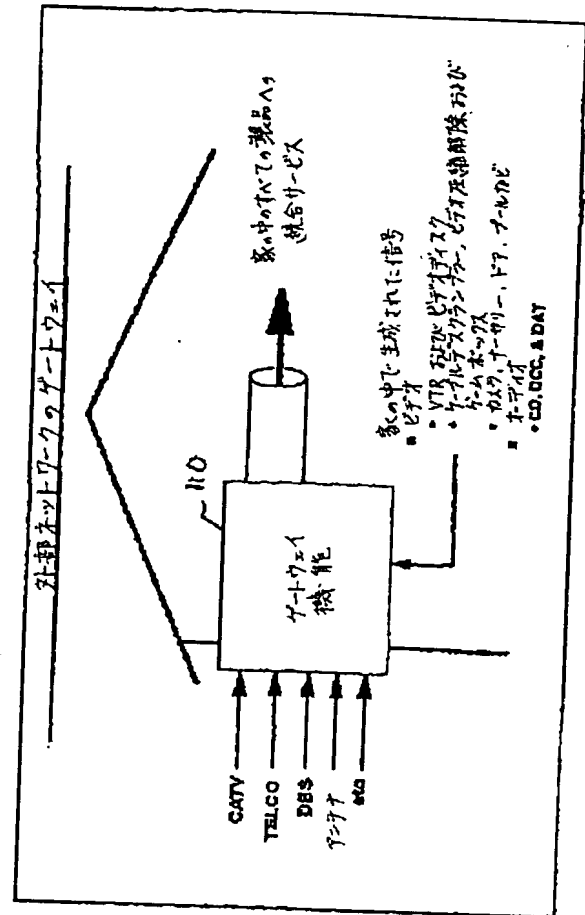 外部ネットワークのゲートウェイ
家の中のすべての製品への
統合サービス
110
ゲートウェイ
機能
CATV
TELCO
DBS
アンテナ
etc
家の中で生成された信号
■ ビデオ
• VTR およびビデオディスク
• ケーブルデスクランブラー, ビデオ圧縮解除および
ゲームボックス
• カメラ, ナーサリー, ドア, プールカビ
■ オーディオ
• CD, DCC, & DAT